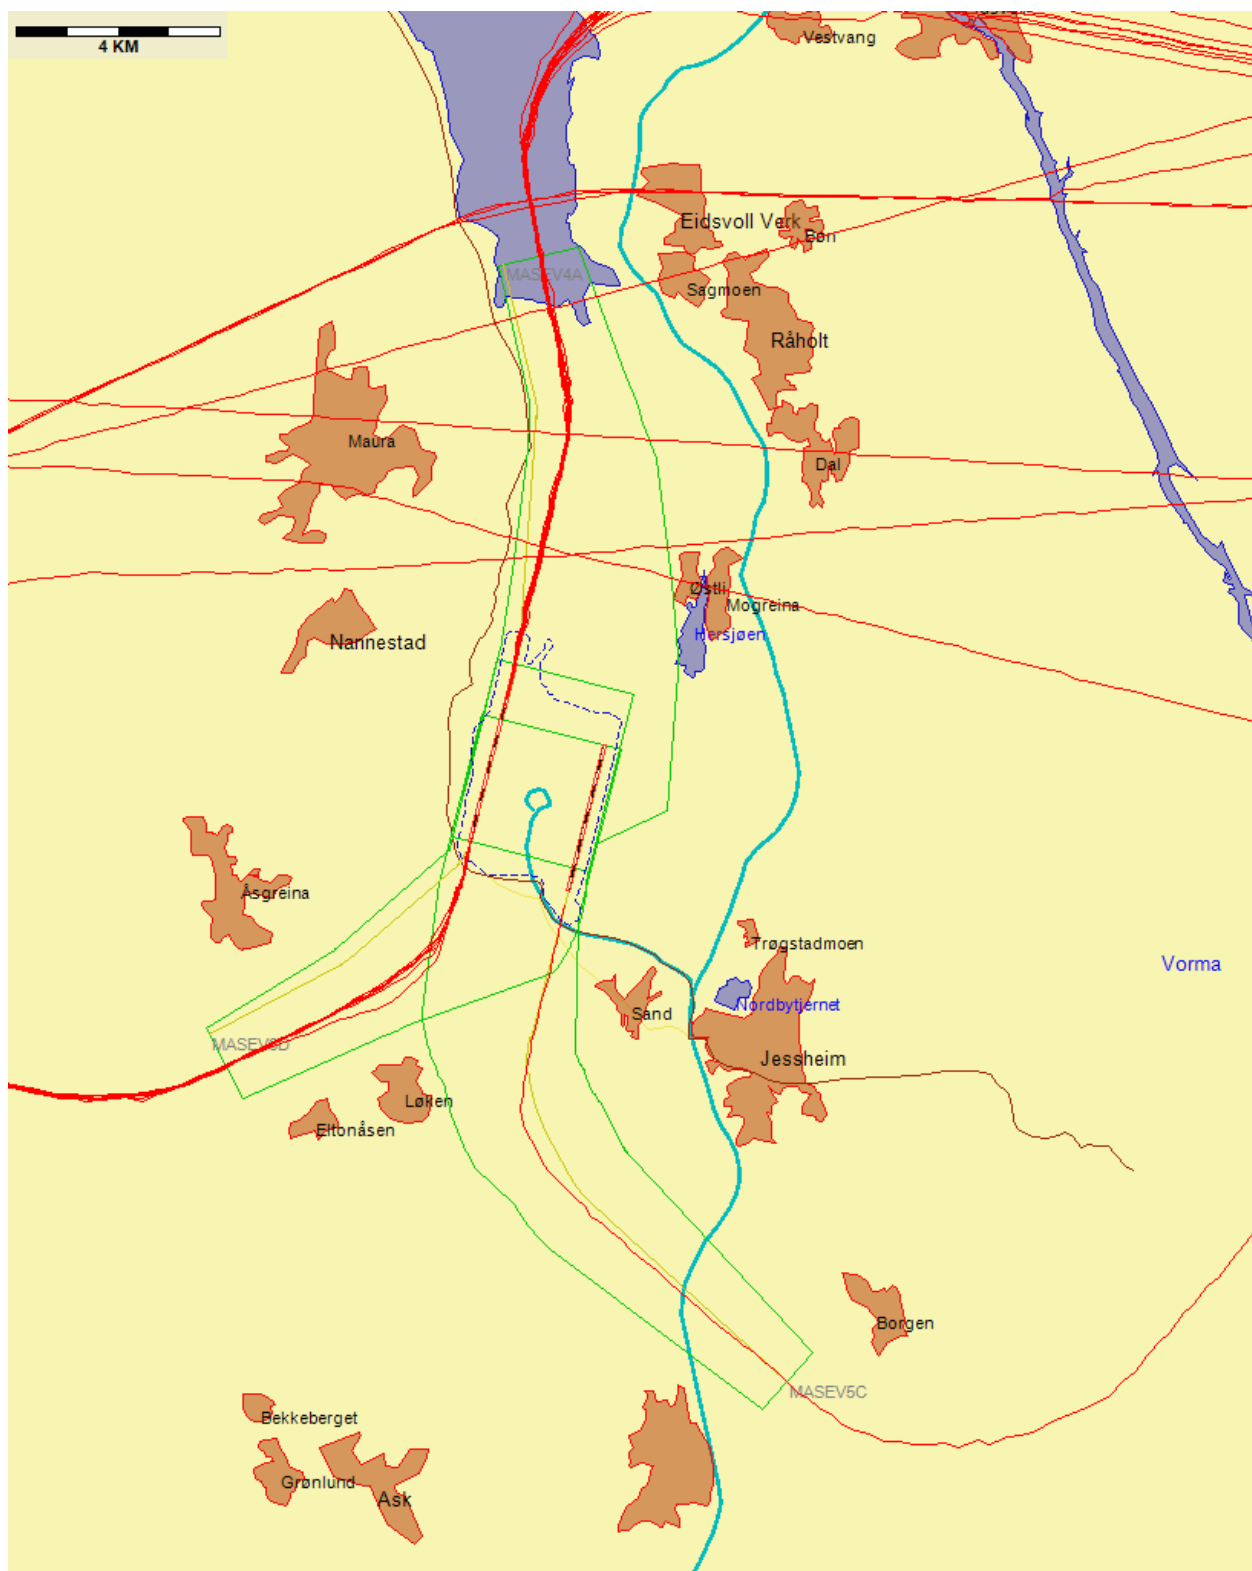 4 KM
Vestvang
Eidsvoll Verk
Bøn
MASEV4A
Sagmoen
Råholt
Maura
Dal
Østli
Mogreina
Hersjøen
Nannestad
Åsgreina
Trøgstadmoen
Vorma
Nordbytjernet
Sand
Jessheim
Løken
Eltonåsen
Borgen
MASEV5C
Bekkeberget
Grønlund
Ask